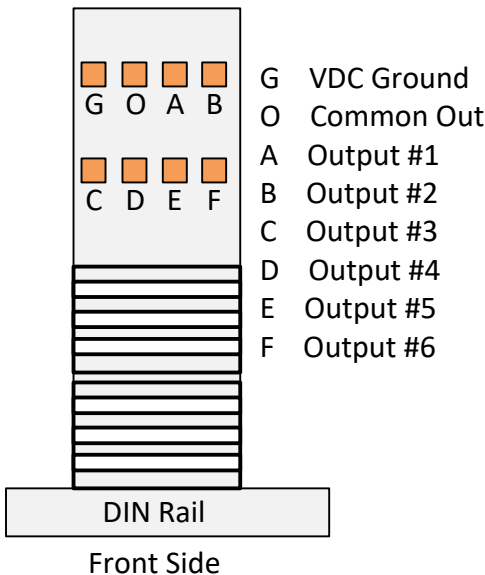 G O A B
C D E F
G VDC Ground
O Common Out
A Output #1
B Output #2
C Output #3
D Output #4
E Output #5
F Output #6
DIN Rail
Front Side